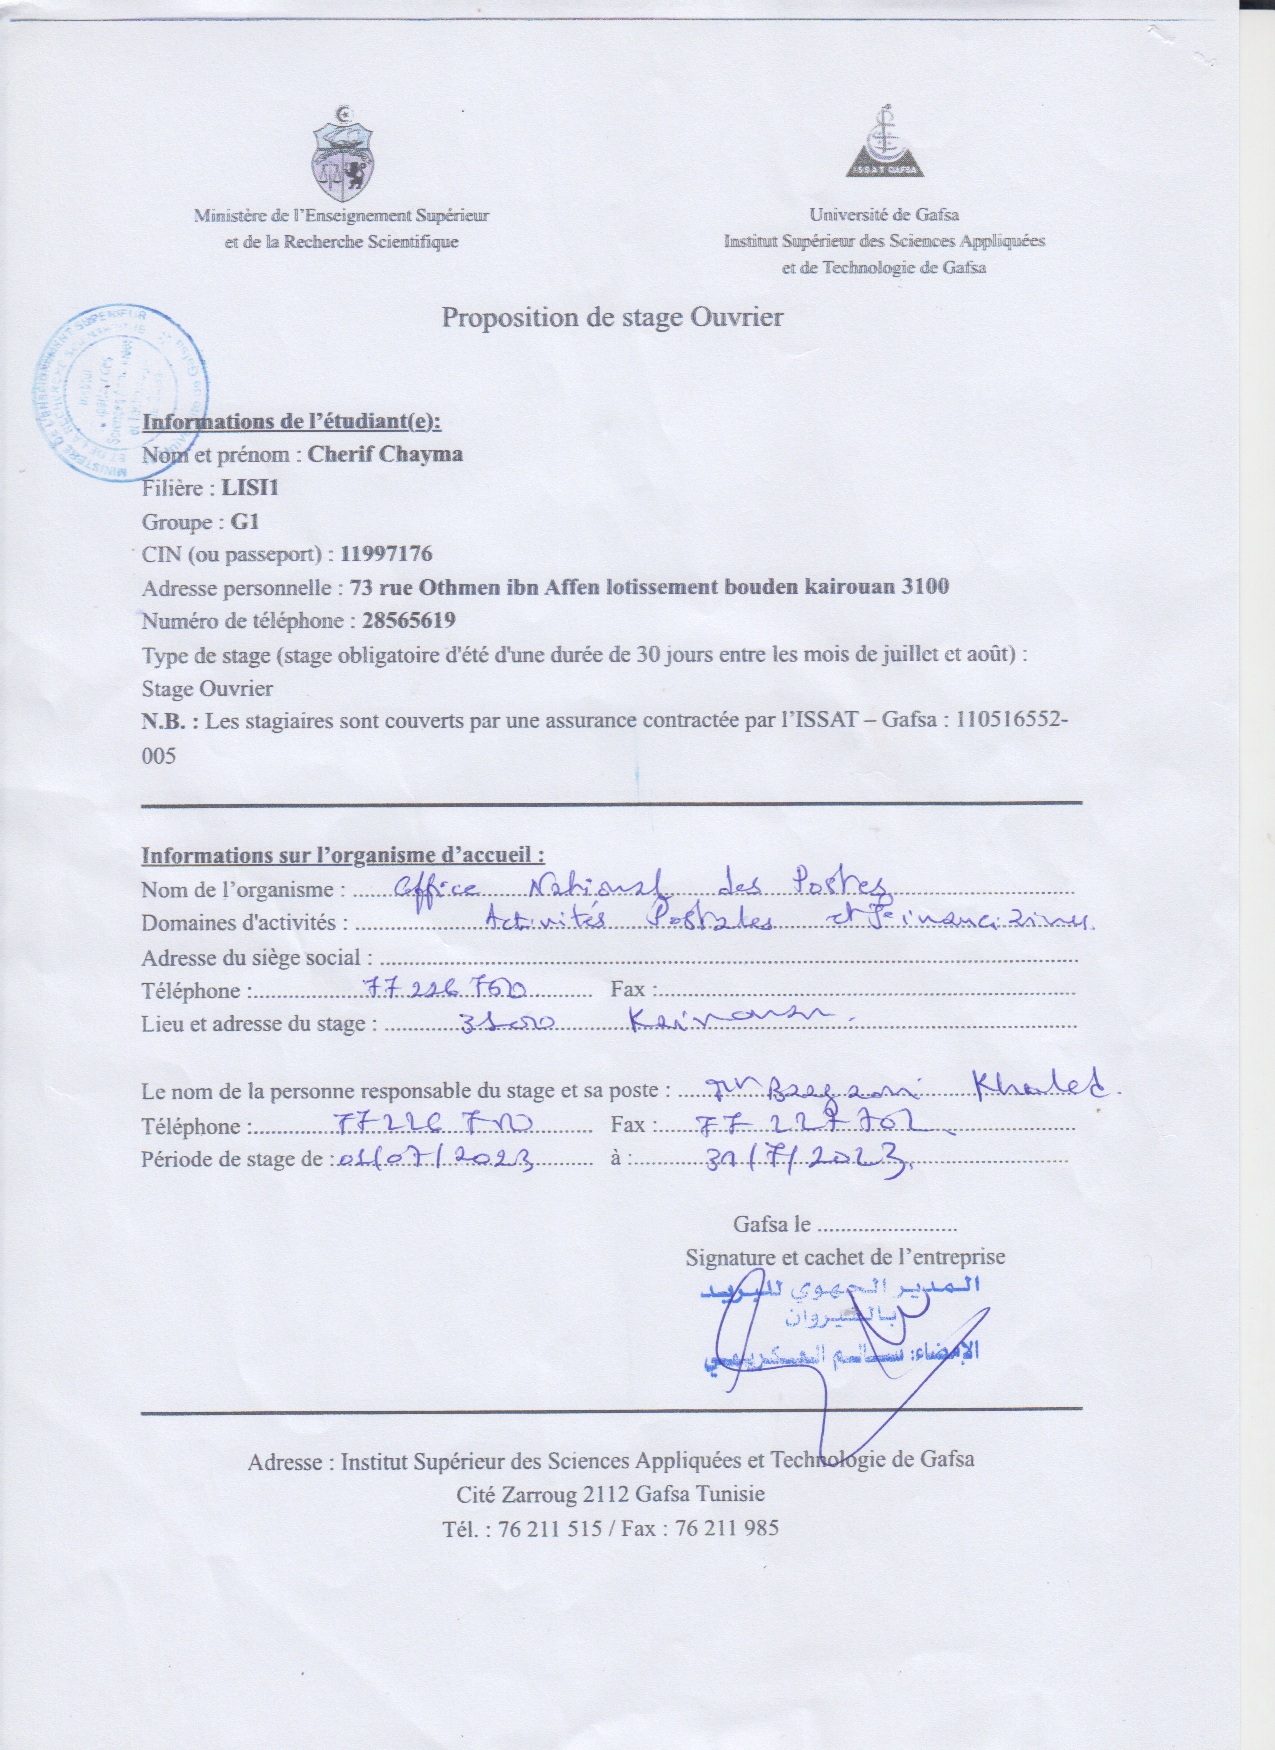 ISSAT GAFSA
Ministère de l'Enseignement Supérieur
et de la Recherche Scientifique
Université de Gafsa
Institut Supérieur des Sciences Appliquées
et de Technologie de Gafsa
Proposition de stage Ouvrier
Informations de l'étudiant(e):
Nom et prénom : Cherif Chayma
Filière : LISI1
Groupe : G1
CIN (ou passeport) : 11997176
Adresse personnelle : 73 rue Othmen ibn Affen lotissement bouden kairouan 3100
Numéro de téléphone : 28565619
Type de stage (stage obligatoire d'été d'une durée de 30 jours entre les mois de juillet et août) :
Stage Ouvrier
N.B. : Les stagiaires sont couverts par une assurance contractée par l'ISSAT – Gafsa : 110516552-
005
Informations sur l'organisme d'accueil :
Nom de l'organisme : Office National des Postes
Domaines d'activités : Activités Postales et Financières
Adresse du siège social :
Téléphone : 77 226 700 Fax :
Lieu et adresse du stage : 3100 Kairouan.
Le nom de la personne responsable du stage et sa poste : Khaled.
Téléphone : 77 226 700 Fax : 77 227 702
Période de stage de : 01/07/2023 à : 31/7/2023
Gafsa le
Signature et cachet de l'entreprise
المدير الجهوي للبريد
بالقيروان
الإمضاء: سالم
Adresse : Institut Supérieur des Sciences Appliquées et Technologie de Gafsa
Cité Zarroug 2112 Gafsa Tunisie
Tél. : 76 211 515 / Fax : 76 211 985